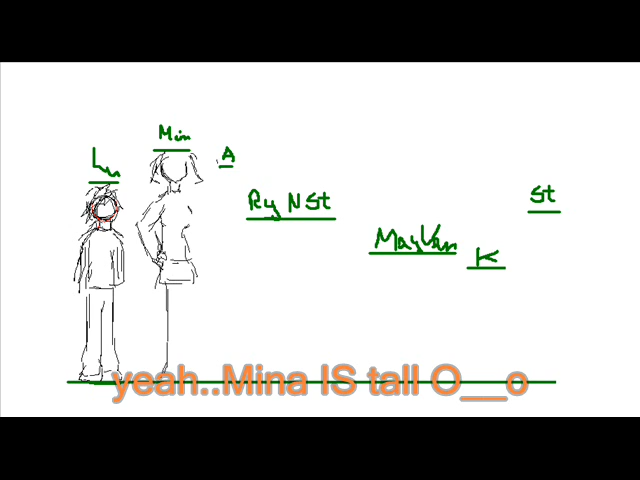 Min
A
St
Ry N St
MayVan
K
yeah..Mina IS tall O__o